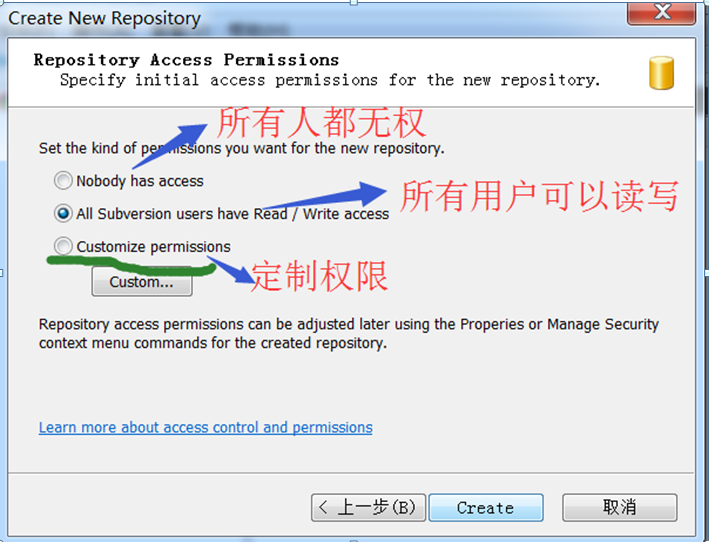 Create New Repository
Repository Access Permissions
Specify initial access permissions for the new repository.
所有人都无权
Set the kind of permissions you want for the new repository.
Nobody has access
所有用户可以读写
All Subversion users have Read / Write access
Customize permissions
定制权限
Custom...
Repository access permissions can be adjusted later using the Properies or Manage Security
context menu commands for the created repository.
Learn more about access control and permissions
< 上一步(B)
Create
取消